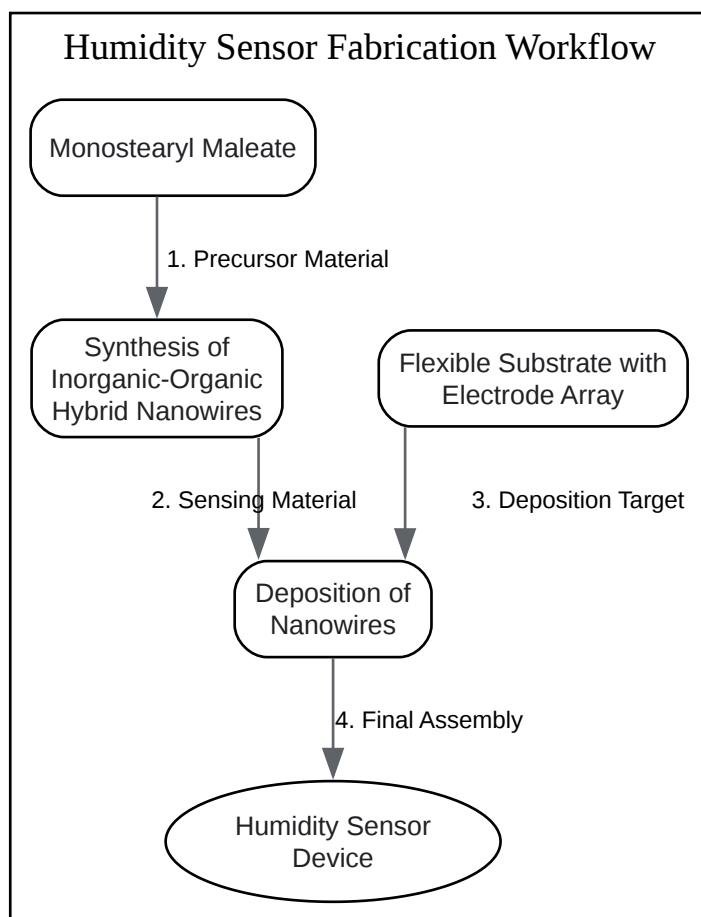 Humidity Sensor Fabrication Workflow
Monostearyl Maleate
1. Precursor Material
Synthesis of
Inorganic-Organic
Hybrid Nanowires
Flexible Substrate with
Electrode Array
2. Sensing Material
3. Deposition Target
Deposition of
Nanowires
4. Final Assembly
Humidity Sensor
Device